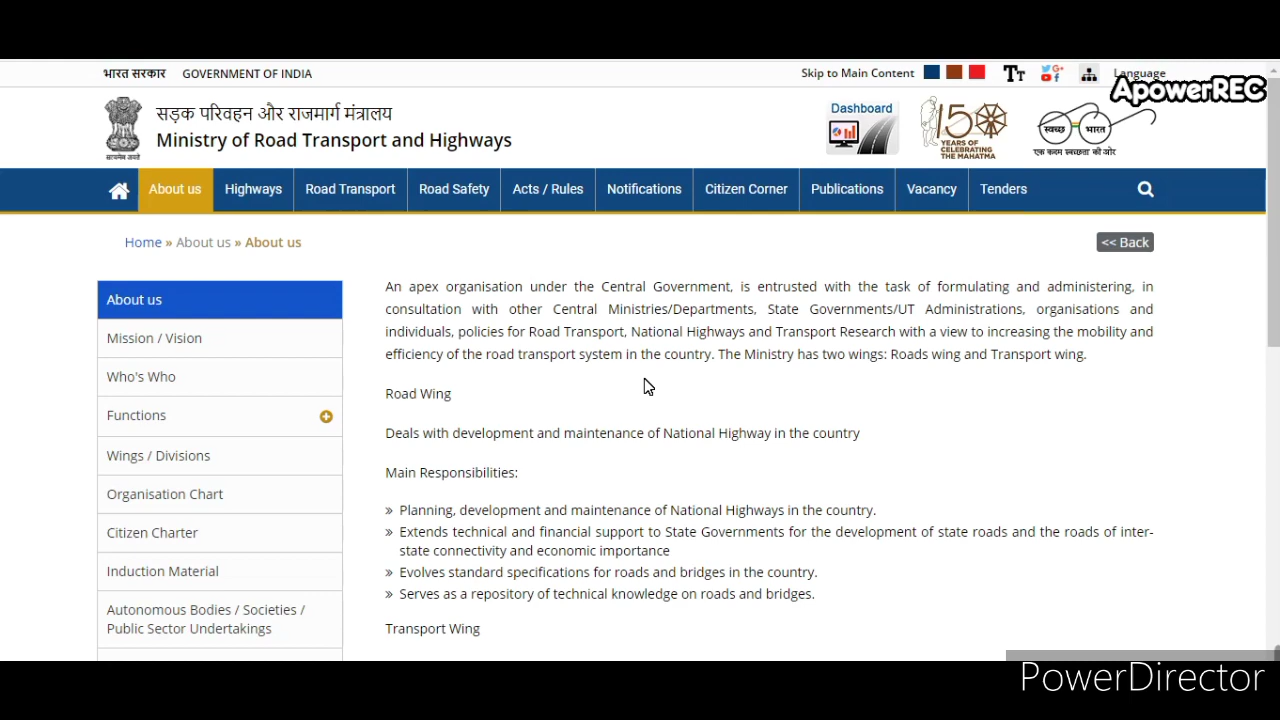 भारत सरकार GOVERNMENT OF INDIA
Skip to Main Content
Language
ApowerREC
सड़क परिवहन और राजमार्ग मंत्रालय
Ministry of Road Transport and Highways
सत्यमेव जयते
Dashboard
150
YEARS OF
CELEBRATING
THE MAHATMA
स्वच्छ भारत
एक कदम स्वच्छता की ओर
About us Highways Road Transport Road Safety Acts / Rules Notifications Citizen Corner Publications Vacancy Tenders
Home » About us » About us
<< Back
About us
Mission / Vision
Who's Who
Functions
Wings / Divisions
Organisation Chart
Citizen Charter
Induction Material
Autonomous Bodies / Societies /
Public Sector Undertakings
An apex organisation under the Central Government, is entrusted with the task of formulating and administering, in
consultation with other Central Ministries/Departments, State Governments/UT Administrations, organisations and
individuals, policies for Road Transport, National Highways and Transport Research with a view to increasing the mobility and
efficiency of the road transport system in the country. The Ministry has two wings: Roads wing and Transport wing.
Road Wing
Deals with development and maintenance of National Highway in the country
Main Responsibilities:
» Planning, development and maintenance of National Highways in the country.
» Extends technical and financial support to State Governments for the development of state roads and the roads of inter-
state connectivity and economic importance
» Evolves standard specifications for roads and bridges in the country.
» Serves as a repository of technical knowledge on roads and bridges.
Transport Wing
PowerDirector